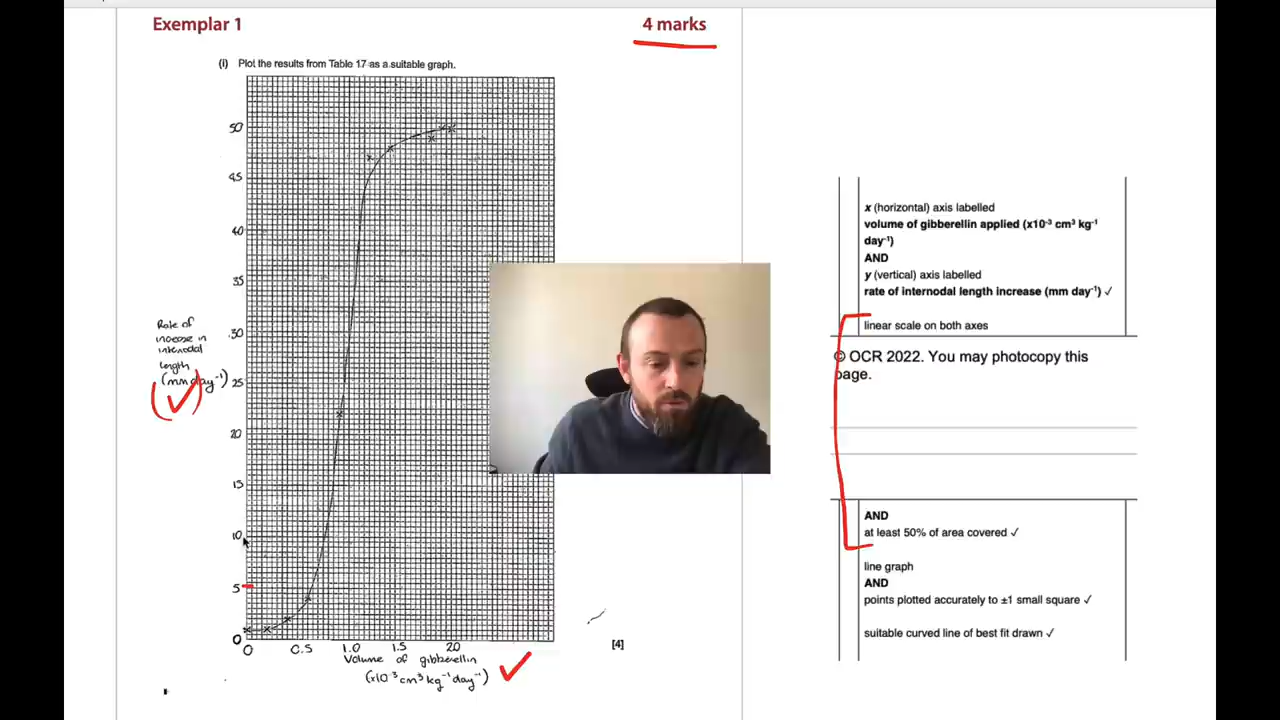 Exemplar 1
4 marks
(i) Plot the results from Table 17 as a suitable graph.
50
45
40
35
30
25
20
15
10
5
0
Rate of
increase in
internodal
length
(mm day⁻¹)
0 0.5 1.0 1.5 20
Volume of gibberellin
(x10⁻³ cm³ kg⁻¹ day⁻¹)
[4]
x (horizontal) axis labelled
volume of gibberellin applied (x10⁻³ cm³ kg⁻¹
day⁻¹)
AND
y (vertical) axis labelled
rate of internodal length increase (mm day⁻¹) ✓
linear scale on both axes
© OCR 2022. You may photocopy this
page.
AND
at least 50% of area covered ✓
line graph
AND
points plotted accurately to ±1 small square ✓
suitable curved line of best fit drawn ✓